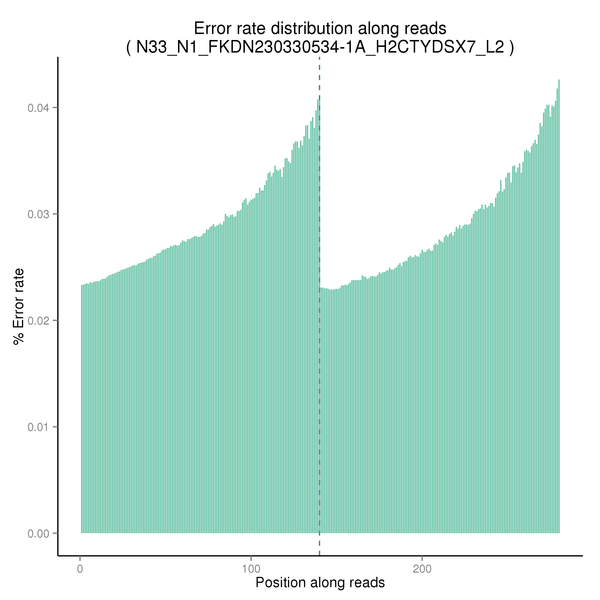 Error rate distribution along reads
( N33_N1_FKDN230330534-1A_H2CTYDSX7_L2 )
% Error rate
0.04
0.03
0.02
0.01
0.00
0 100 200
Position along reads